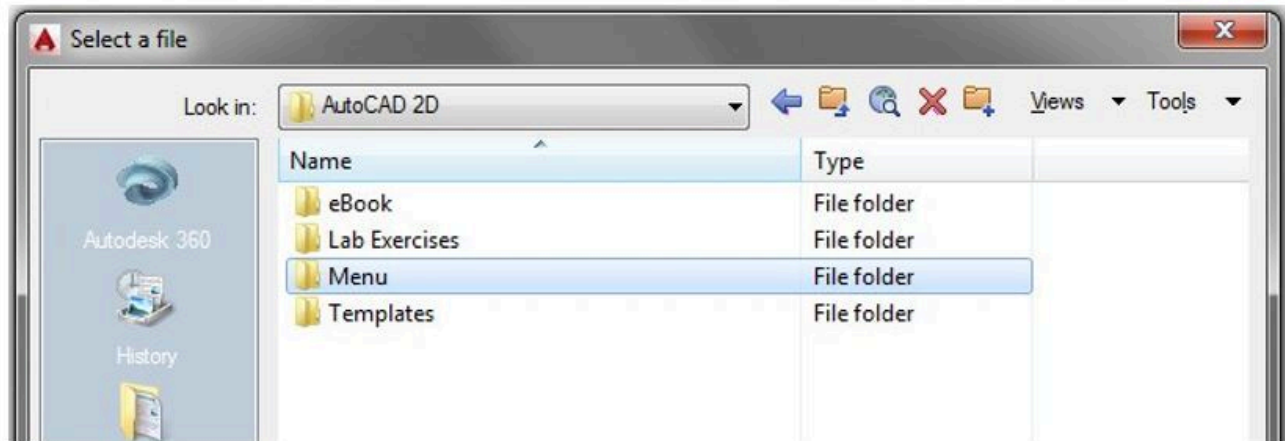 Select a file
Look in: AutoCAD 2D Views Tools
Name Type
eBook File folder
Autodesk 360 Lab Exercises File folder
Menu File folder
Templates File folder
History